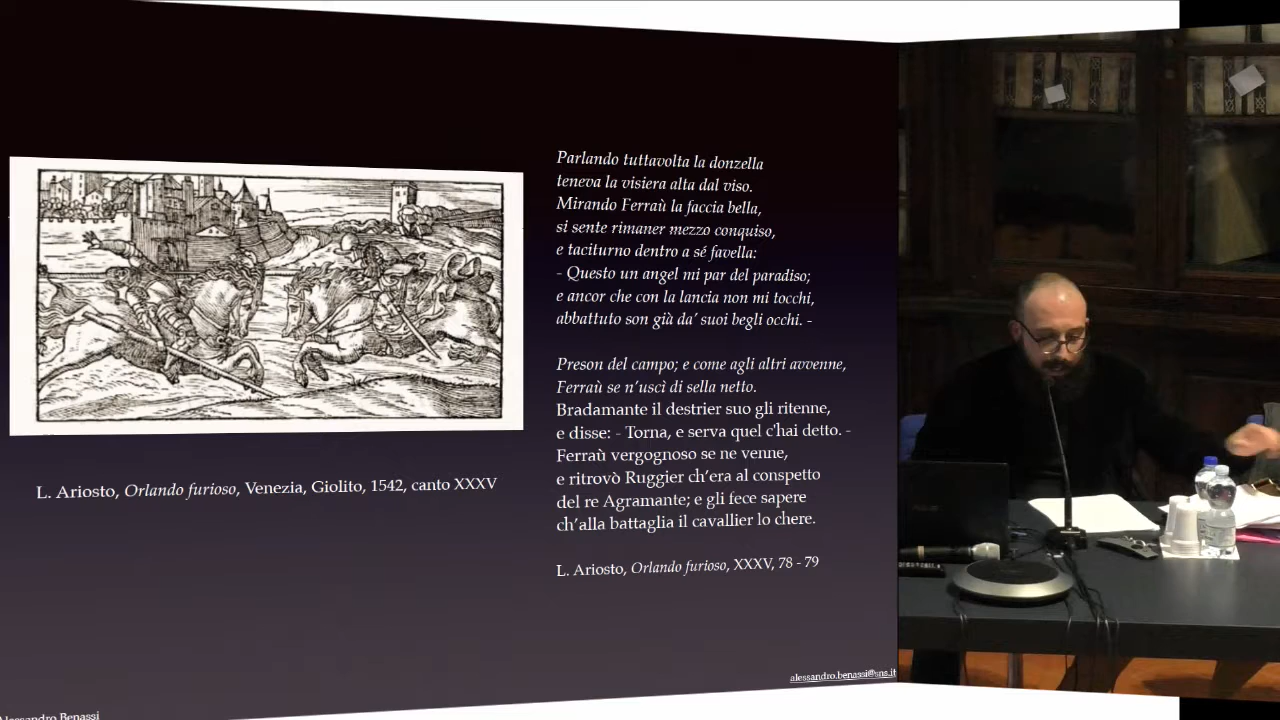 Parlando tuttavolta la donzella
teneva la visiera alta dal viso.
Mirando Ferraù la faccia bella,
si sente rimaner mezzo conquiso,
e taciturno dentro a sé favella:
- Questo un angel mi par del paradiso;
e ancor che con la lancia non mi tocchi,
abbattuto son già da' suoi begli occhi. -
Preson del campo; e come agli altri avvenne,
Ferraù se n'uscì di sella netto.
Bradamante il destrier suo gli ritenne,
e disse: - Torna, e serva quel c'hai detto. -
Ferraù vergognoso se ne venne,
e ritrovò Ruggier ch'era al conspetto
del re Agramante; e gli fece sapere
ch'alla battaglia il cavallier lo chere.
L. Ariosto, Orlando furioso, XXXV, 78 - 79
L. Ariosto, Orlando furioso, Venezia, Giolito, 1542, canto XXXV
alessandro.benassi@sns.it
Alessandro Benassi